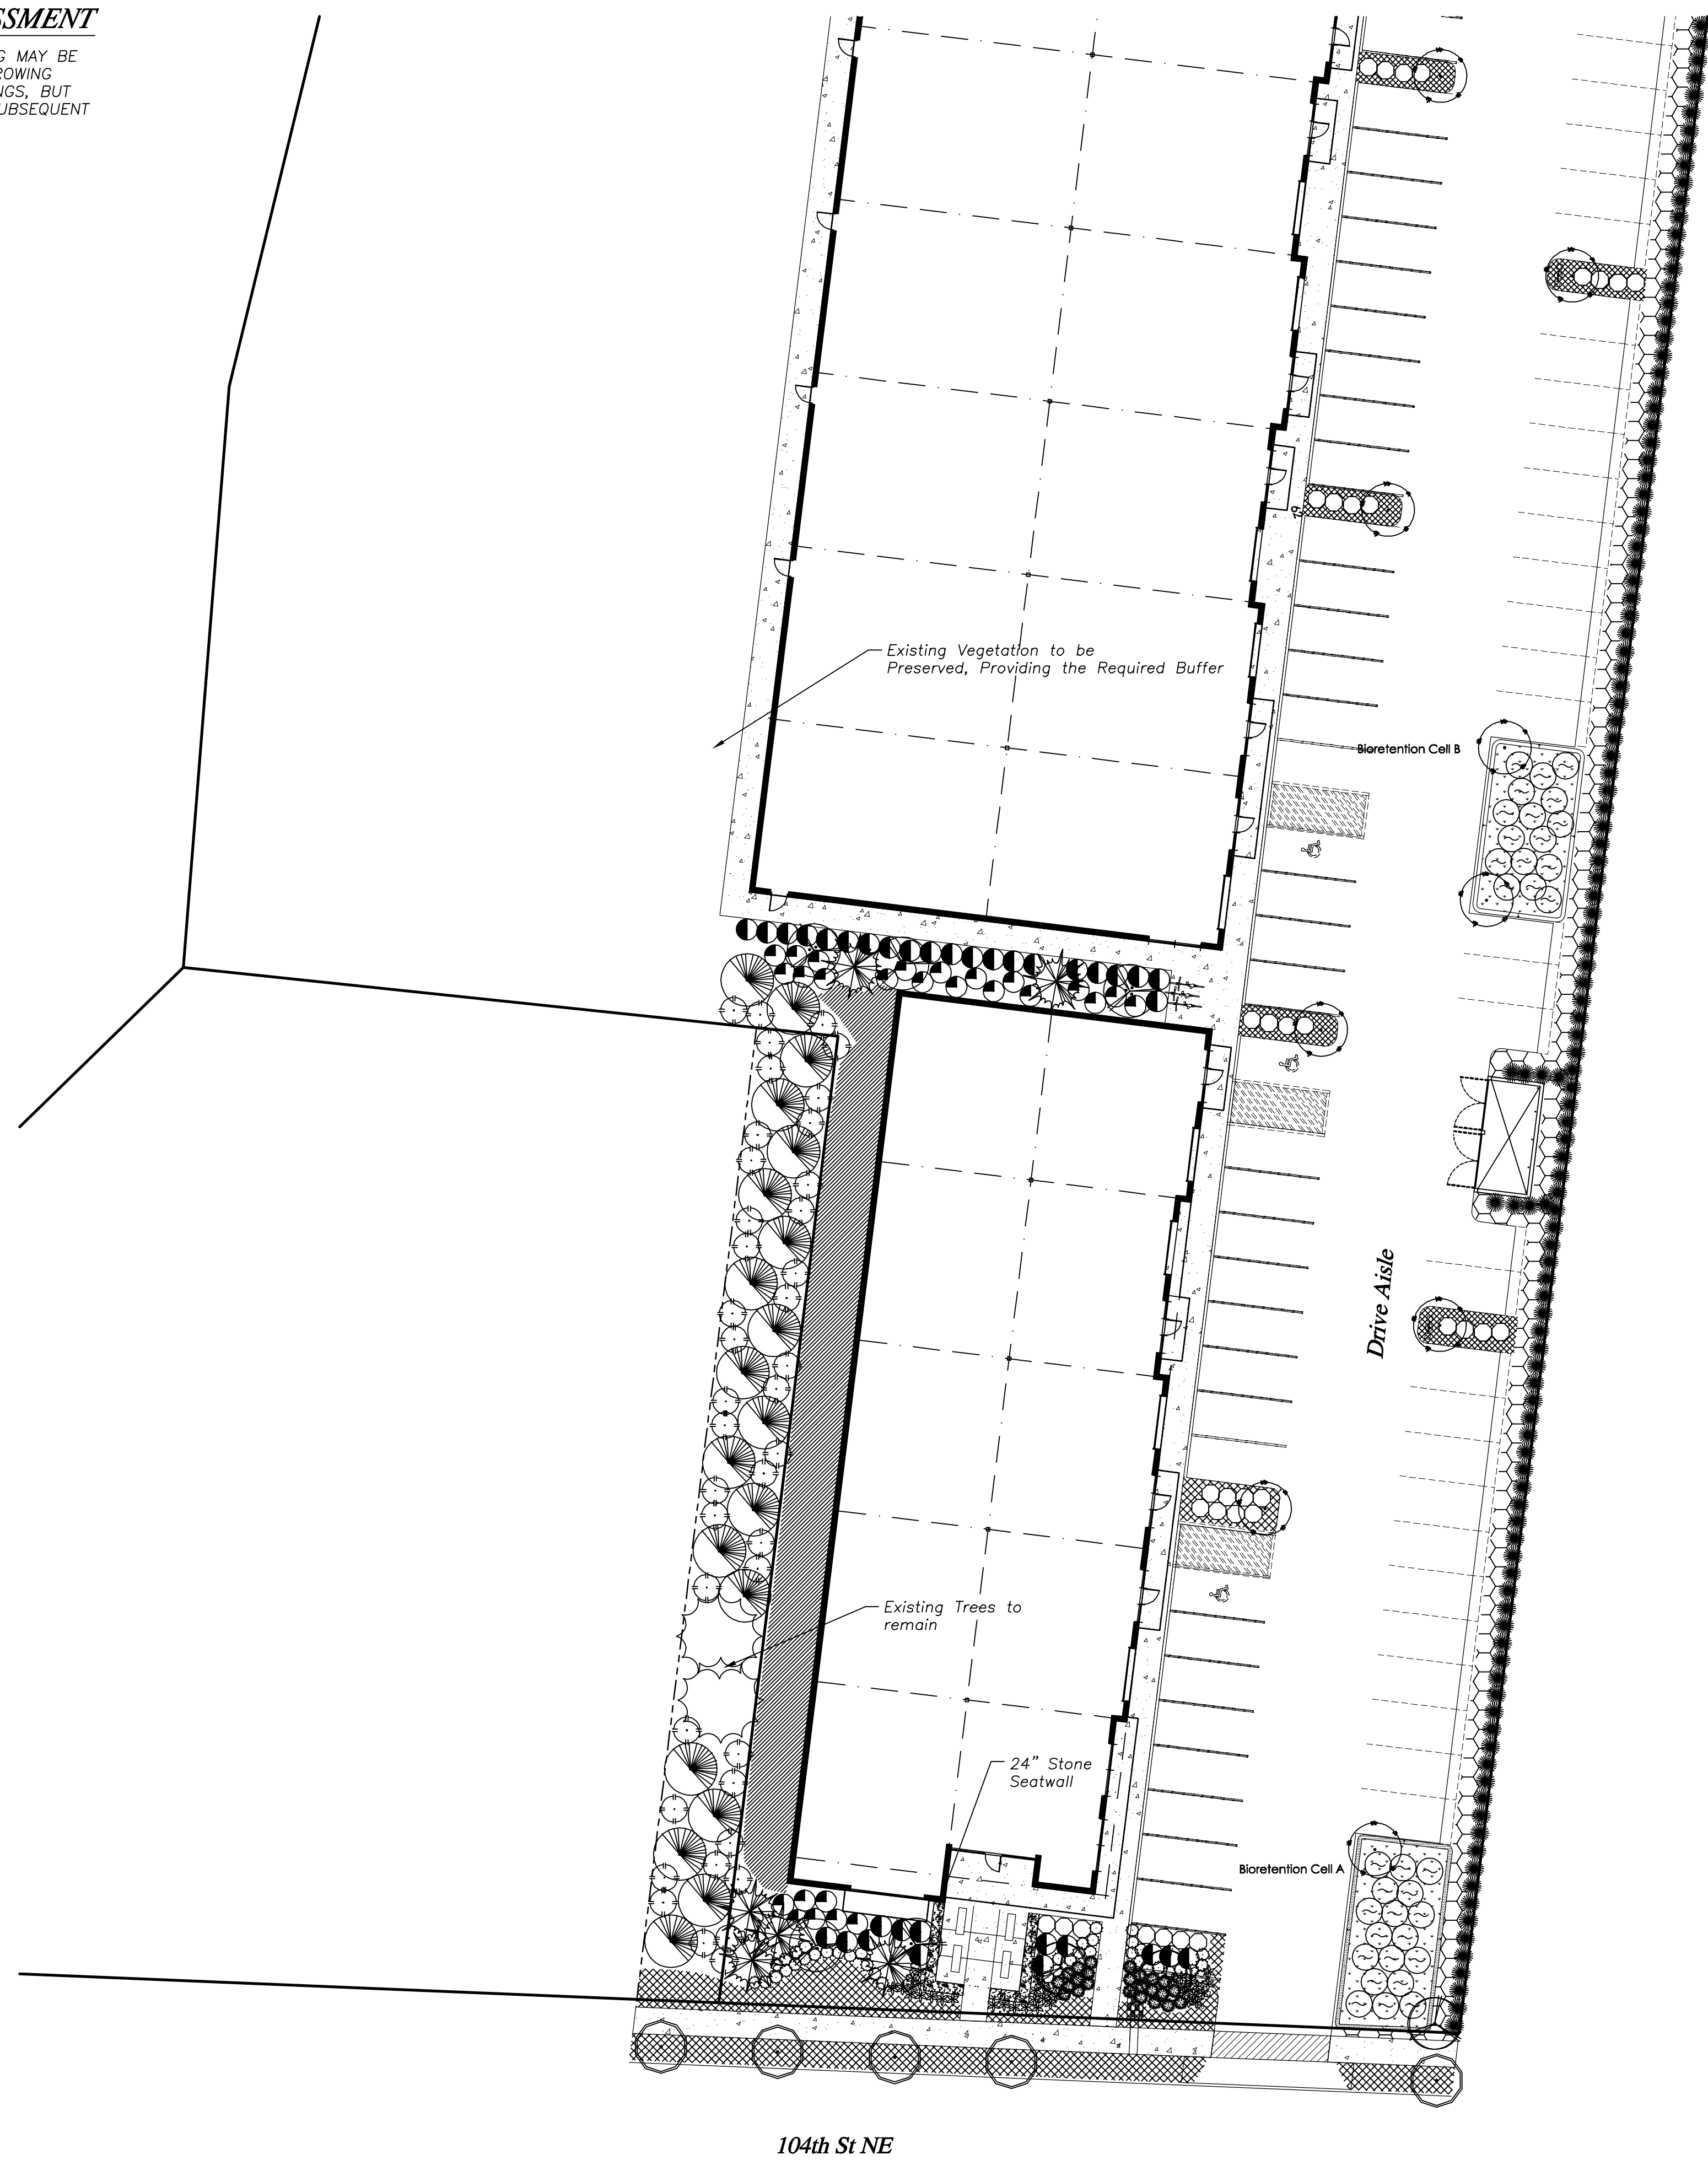 SSMENT
G MAY BE
ROWING
NGS, BUT
UBSEQUENT
19
Existing Vegetation to be
Preserved, Providing the Required Buffer
Bioretention Cell B
Drive Aisle
Existing Trees to
remain
24" Stone
Seatwall
Bioretention Cell A
104th St NE